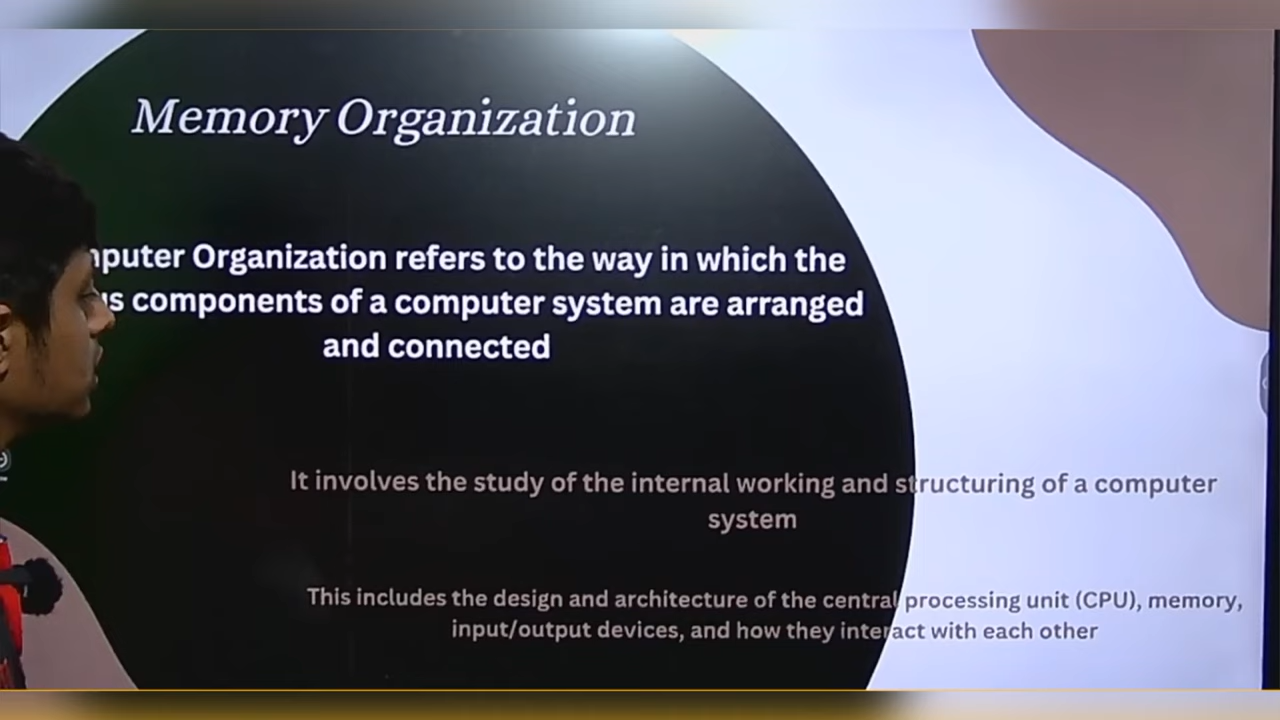 Memory Organization
mputer Organization refers to the way in which the
us components of a computer system are arranged
and connected
It involves the study of the internal working and structuring of a computer
system
This includes the design and architecture of the central processing unit (CPU), memory,
input/output devices, and how they interact with each other